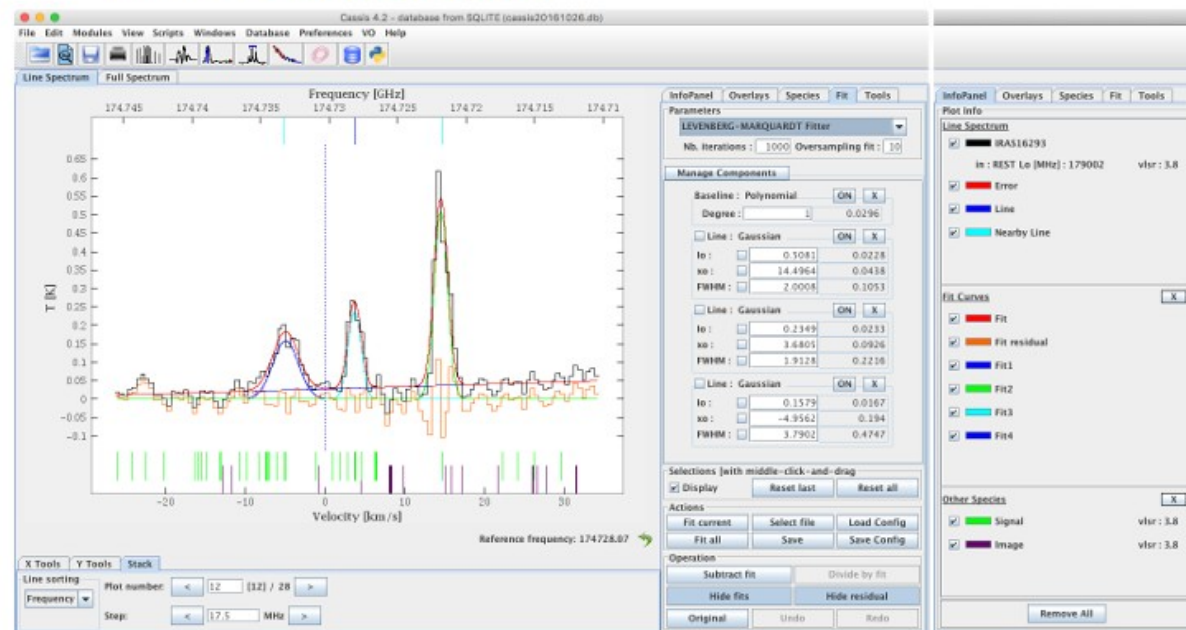 Cassis 4.2 - database from SQLITE (cassis20161026.db)
File Edit Modules View Scripts Windows Database Preferences VO Help
Line Spectrum Full Spectrum
Frequency [GHz]
174.745 17474 174.735 174.73 174.725 174.72 174.715 174.71
0.65
0.6
0.55
0.5
0.45
0.4
0.35
0.3
0.25
0.2
0.15
0.1
0.05
0
-0.05
-0.1
T [K]
-20 -10 0 10 20 30
Velocity [km/s]
Reference frequency: 174728.07
X Tools Y Tools Stack
Line sorting
Frequency
Plot number: < 12 [12] / 28 >
Step: < 17.5 MHz >
InfoPanel Overlays Species Fit Tools
Parameters
LEVENBERG-MARQUARDT Fitter
Nb. iterations : 1000 Oversampling fit : 10
Manage Components
Baseline : Polynomial ON X
Degree : 1 0.0296
Line : Gaussian ON X
Io : 0.5081 0.0228
xo : 14.4964 0.0438
FWHM : 2.0008 0.1053
Line : Gaussian ON X
Io : 0.2349 0.0233
xo : 3.6805 0.0926
FWHM : 1.9128 0.2216
Line : Gaussian ON X
Io : 0.1579 0.0167
xo : -4.9562 0.194
FWHM : 3.7902 0.4747
Selections [with middle-click-and-drag
Display Reset last Reset all
Actions
Fit current Select file Load Config
Fit all Save Save Config
Operation
Subtract fit Divide by fit
Hide fits Hide residual
Original Undo Redo
InfoPanel Overlays Species Fit Tools
Plot Info
Line Spectrum
IRAS16293
in : REST Lo [MHz] : 179002 vlsr : 3.8
Error
Line
Nearby Line
Fit Curves X
Fit
Fit residual
Fit1
Fit2
Fit3
Fit4
Other Species X
Signal vlsr : 3.8
Image vlsr : 3.8
Remove All